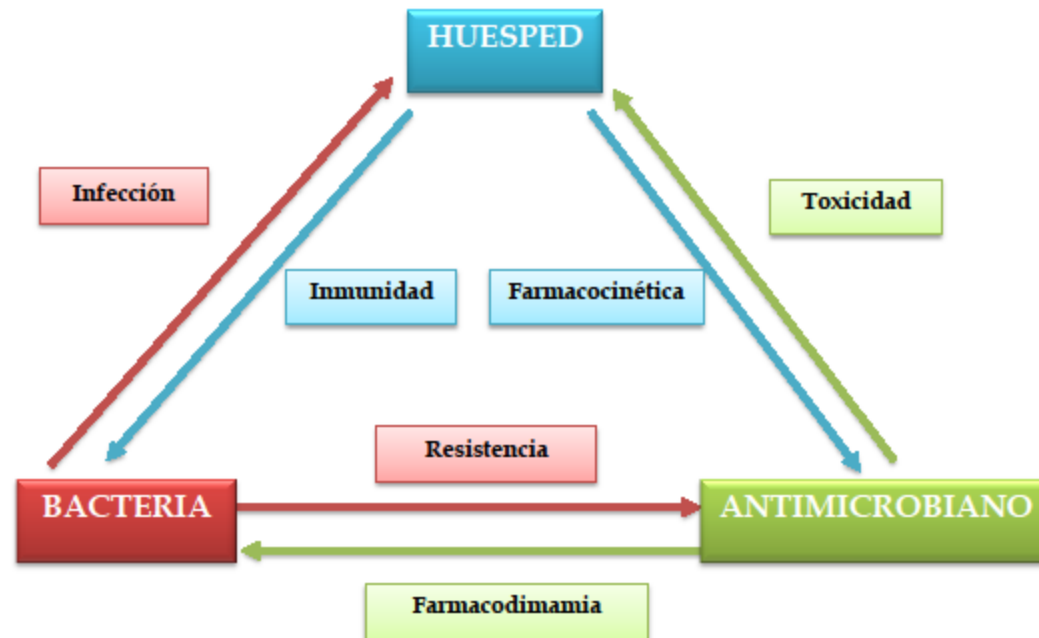 HUESPED
Infección
Toxicidad
Inmunidad
Farmacocinética
Resistencia
BACTERIA
ANTIMICROBIANO
Farmacodimamia